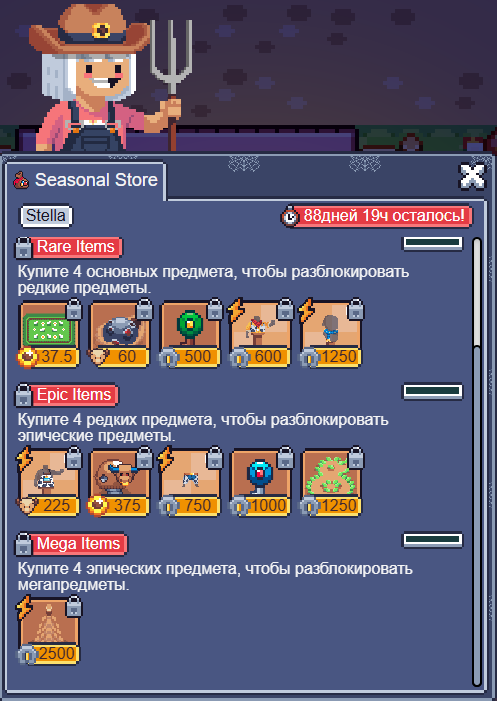 Seasonal Store
Stella
88дней 19ч осталось!
Rare Items
Купите 4 основных предмета, чтобы разблокировать
редкие предметы.
37.5
60
500
600
1250
Epic Items
Купите 4 редких предмета, чтобы разблокировать
эпические предметы.
225
375
750
1000
1250
Mega Items
Купите 4 эпических предмета, чтобы разблокировать
мегапредметы.
2500